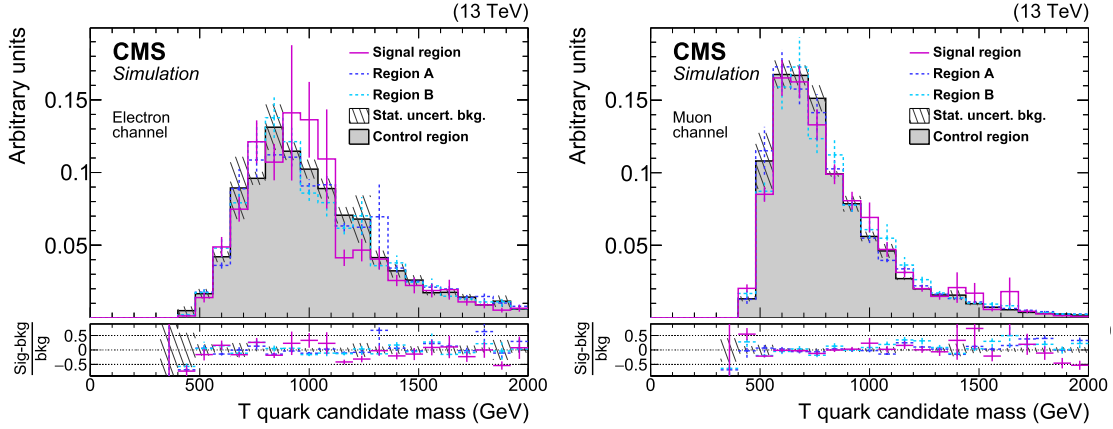 (13 TeV)
CMS
Simulation
Electron
channel
Signal region
Region A
Region B
Stat. uncert. bkg.
Control region
Arbitrary units
0.15
0.1
0.05
Sig-bkg
bkg
0.5
0
−0.5
0 500 1000 1500 2000
T quark candidate mass (GeV)
(13 TeV)
CMS
Simulation
Muon
channel
Signal region
Region A
Region B
Stat. uncert. bkg.
Control region
Arbitrary units
0.15
0.1
0.05
Sig-bkg
bkg
0.5
0
−0.5
0 500 1000 1500 2000
T quark candidate mass (GeV)